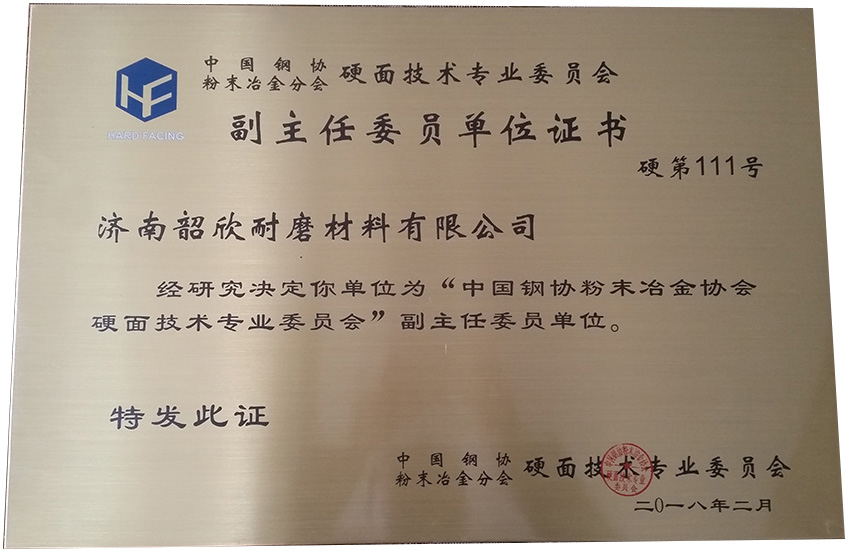 HF
HARD FACING
中国钢协
粉末冶金分会
硬面技术专业委员会
副主任委员单位证书
硬第111号
济南韶欣耐磨材料有限公司
经研究决定你单位为“中国钢协粉末冶金协会
硬面技术专业委员会”副主任委员单位。
特发此证
中国钢协
粉末冶金分会
硬面技术专业委员会
二0一八年二月